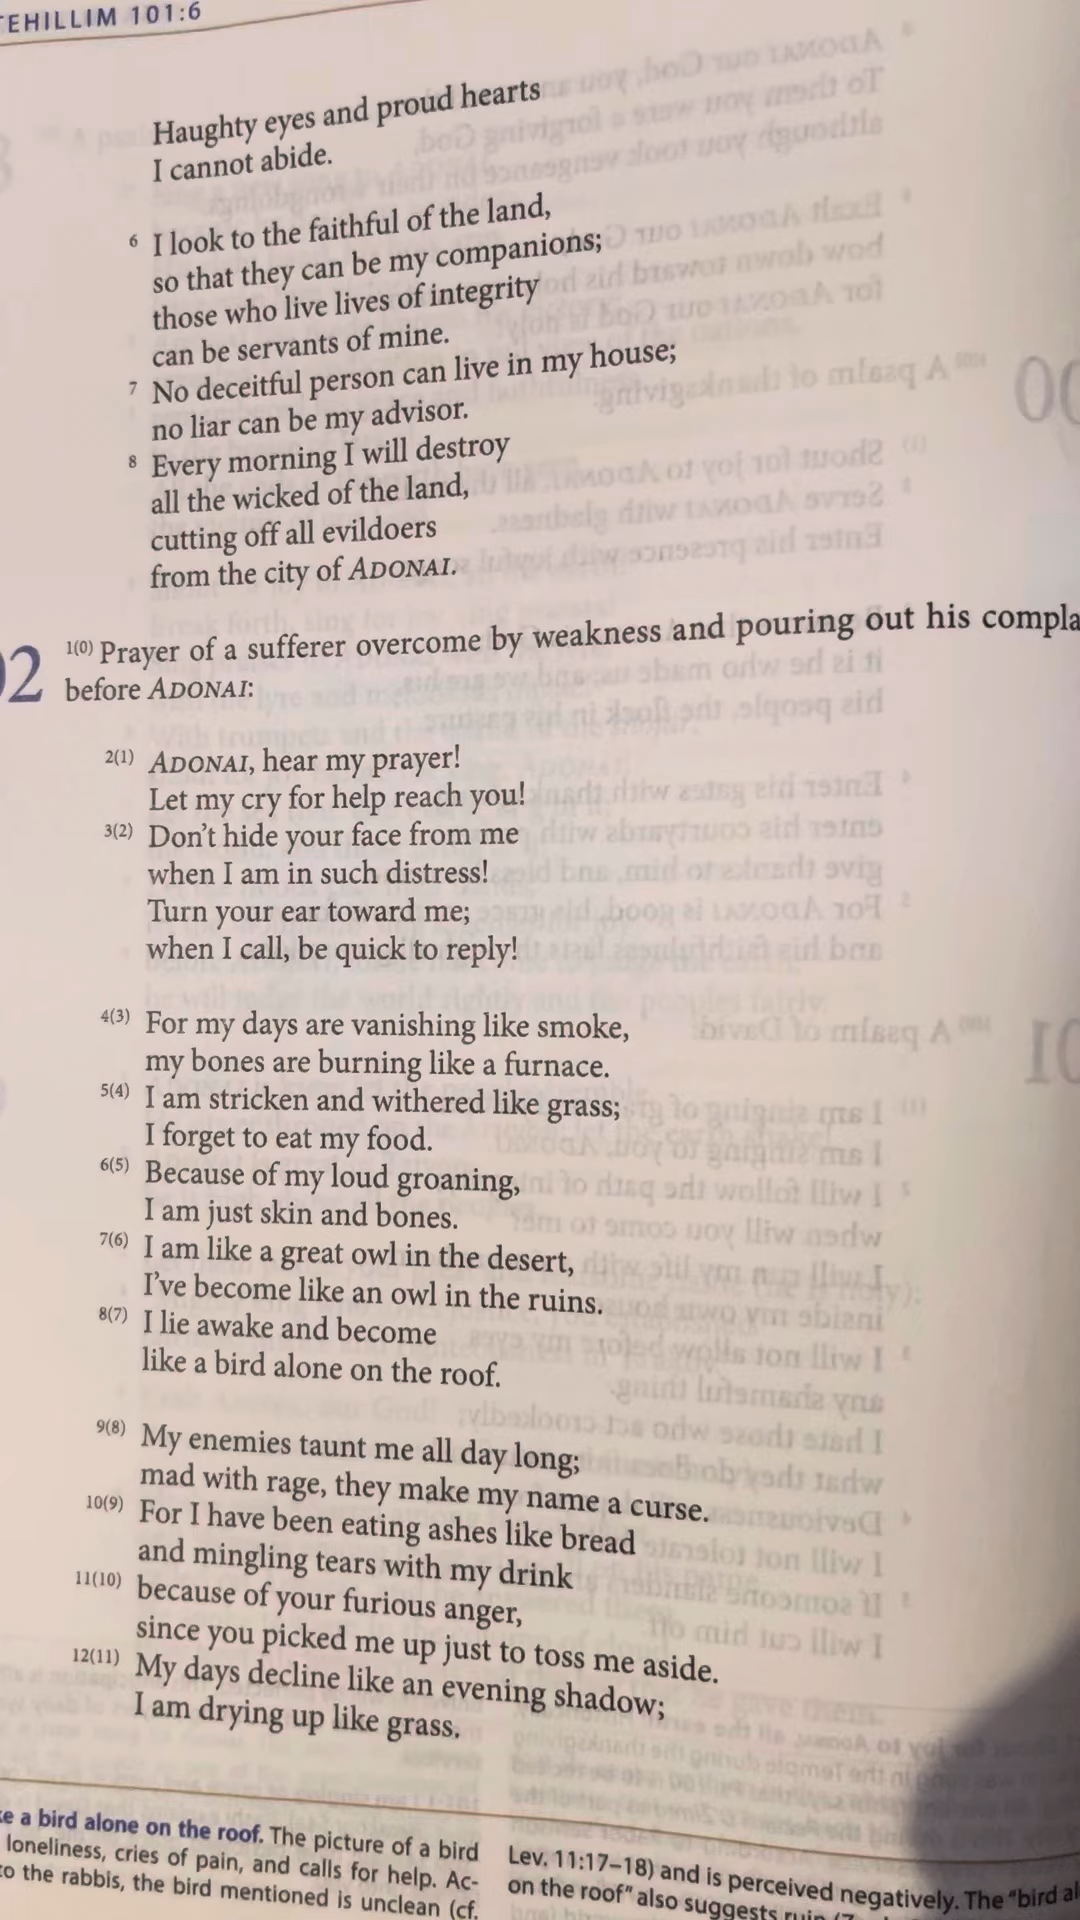 TEHILLIM 101:6
Haughty eyes and proud hearts
I cannot abide.
6 I look to the faithful of the land,
so that they can be my companions;
those who live lives of integrity
can be servants of mine.
7 No deceitful person can live in my house;
no liar can be my advisor.
8 Every morning I will destroy
all the wicked of the land,
cutting off all evildoers
from the city of ADONAI.
02 1(0) Prayer of a sufferer overcome by weakness and pouring out his compla
before ADONAI:
2(1) ADONAI, hear my prayer!
Let my cry for help reach you!
3(2) Don't hide your face from me
when I am in such distress!
Turn your ear toward me;
when I call, be quick to reply!
4(3) For my days are vanishing like smoke,
my bones are burning like a furnace.
5(4) I am stricken and withered like grass;
I forget to eat my food.
6(5) Because of my loud groaning,
I am just skin and bones.
7(6) I am like a great owl in the desert,
I've become like an owl in the ruins.
8(7) I lie awake and become
like a bird alone on the roof.
9(8) My enemies taunt me all day long;
mad with rage, they make my name a curse.
10(9) For I have been eating ashes like bread
and mingling tears with my drink
11(10) because of your furious anger,
since you picked me up just to toss me aside.
12(11) My days decline like an evening shadow;
I am drying up like grass.
ke a bird alone on the roof. The picture of a bird
loneliness, cries of pain, and calls for help. Ac-
to the rabbis, the bird mentioned is unclean (cf.
Lev. 11:17–18) and is perceived negatively. The "bird al
on the roof" also suggests ruin